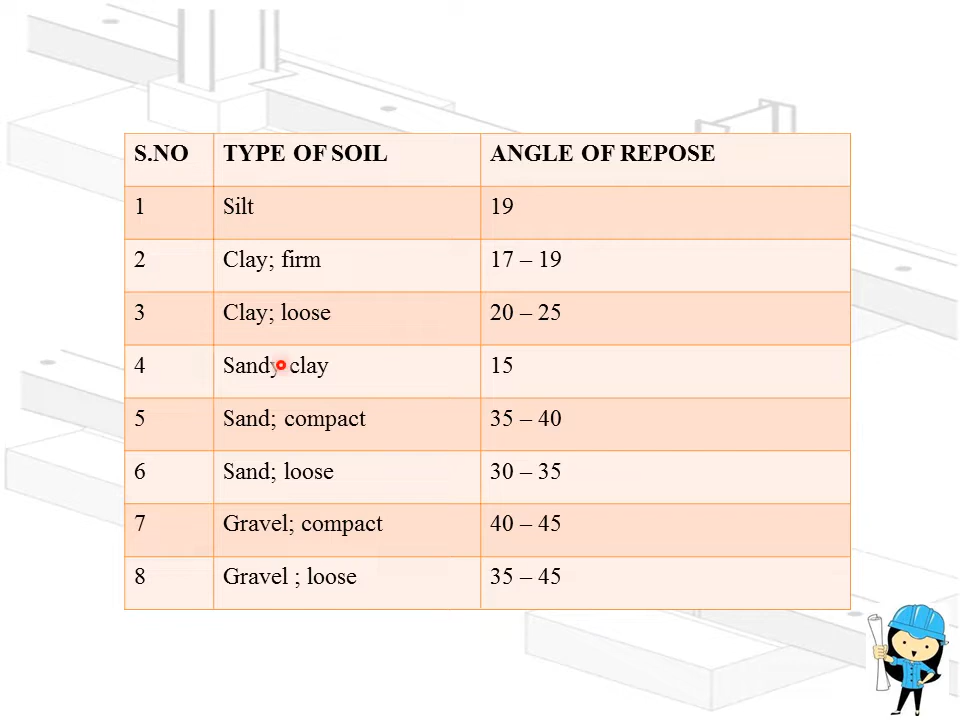 S.NO TYPE OF SOIL ANGLE OF REPOSE
1 Silt 19
2 Clay; firm 17 – 19
3 Clay; loose 20 – 25
4 Sandy clay 15
5 Sand; compact 35 – 40
6 Sand; loose 30 – 35
7 Gravel; compact 40 – 45
8 Gravel ; loose 35 – 45